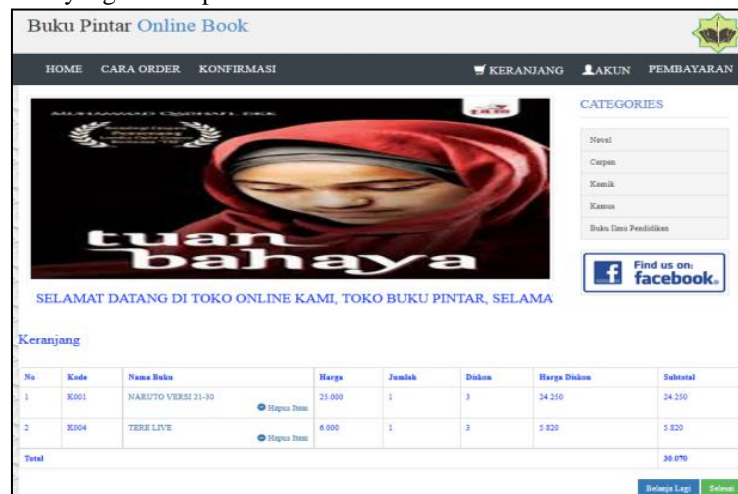 Buku Pintar Online Book
HOME CARA ORDER KONFIRMASI KERANJANG AKUN PEMBAYARAN
MUHAMMAD QADHAFI, DKK
tuan
bahaya
CATEGORIES
Novel
Cerpen
Komik
Kamus
Buku Ilmu Pendidikan
Find us on:
facebook.
SELAMAT DATANG DI TOKO ONLINE KAMI, TOKO BUKU PINTAR, SELAMA
Keranjang
No Kode Nama Buku Harga Jumlah Diskon Harga Diskon Subtotal
1 K001 NARUTO VERSI 21-30 Hapus Item 25.000 1 3 24.250 24.250
2 K004 TERE LIVE Hapus Item 6.000 1 3 5.820 5.820
Total 30.070
Belanja Lagi Selesai